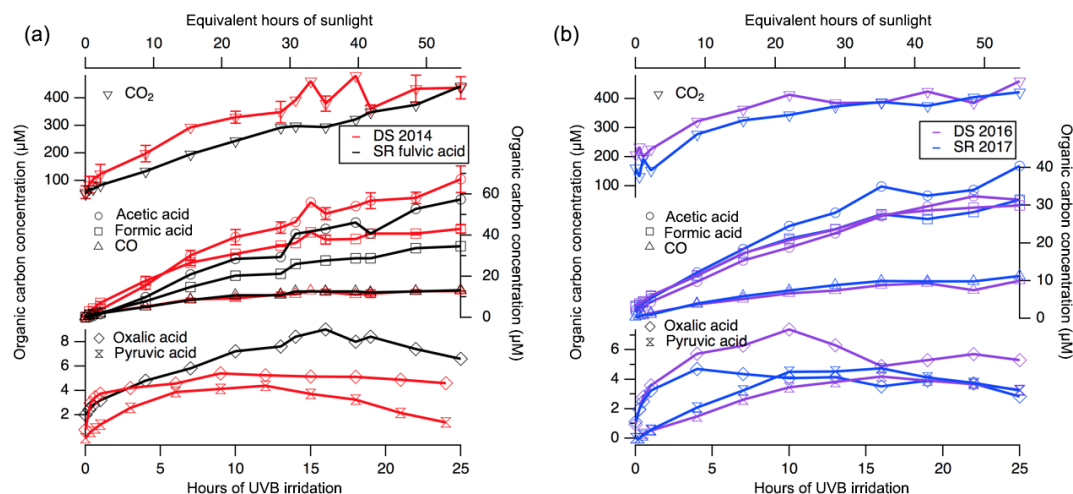 (a)
Equivalent hours of sunlight
0 10 20 30 40 50
Organic carbon concentration (µM)
400
300
200
100
CO2
DS 2014
SR fulvic acid
Acetic acid
Formic acid
CO
60
40
20
0
Organic carbon concentration (µM)
Oxalic acid
Pyruvic acid
8
6
4
2
0 5 10 15 20 25
Hours of UVB irridation
(b)
Equivalent hours of sunlight
0 10 20 30 40 50
Organic carbon concentration (µM)
400
300
200
100
CO2
DS 2016
SR 2017
Acetic acid
Formic acid
CO
40
30
20
10
0
Organic carbon concentration (µM)
Oxalic acid
Pyruvic acid
6
4
2
0
0 5 10 15 20 25
Hours of UVB irridation